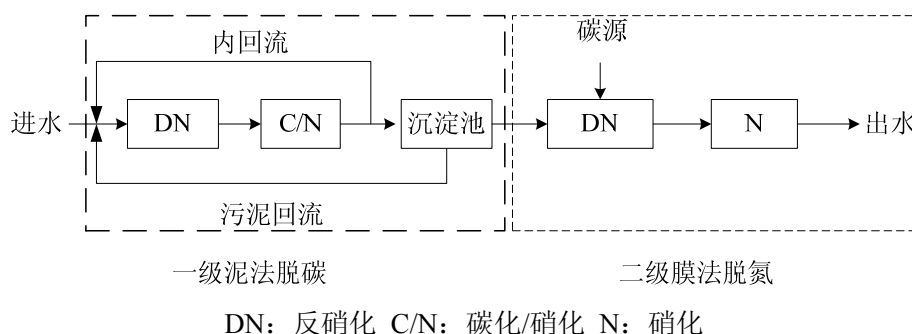 内回流
碳源
进水
DN
C/N
沉淀池
DN
N
出水
污泥回流
一级泥法脱碳
二级膜法脱氮
DN：反硝化 C/N：碳化/硝化 N：硝化